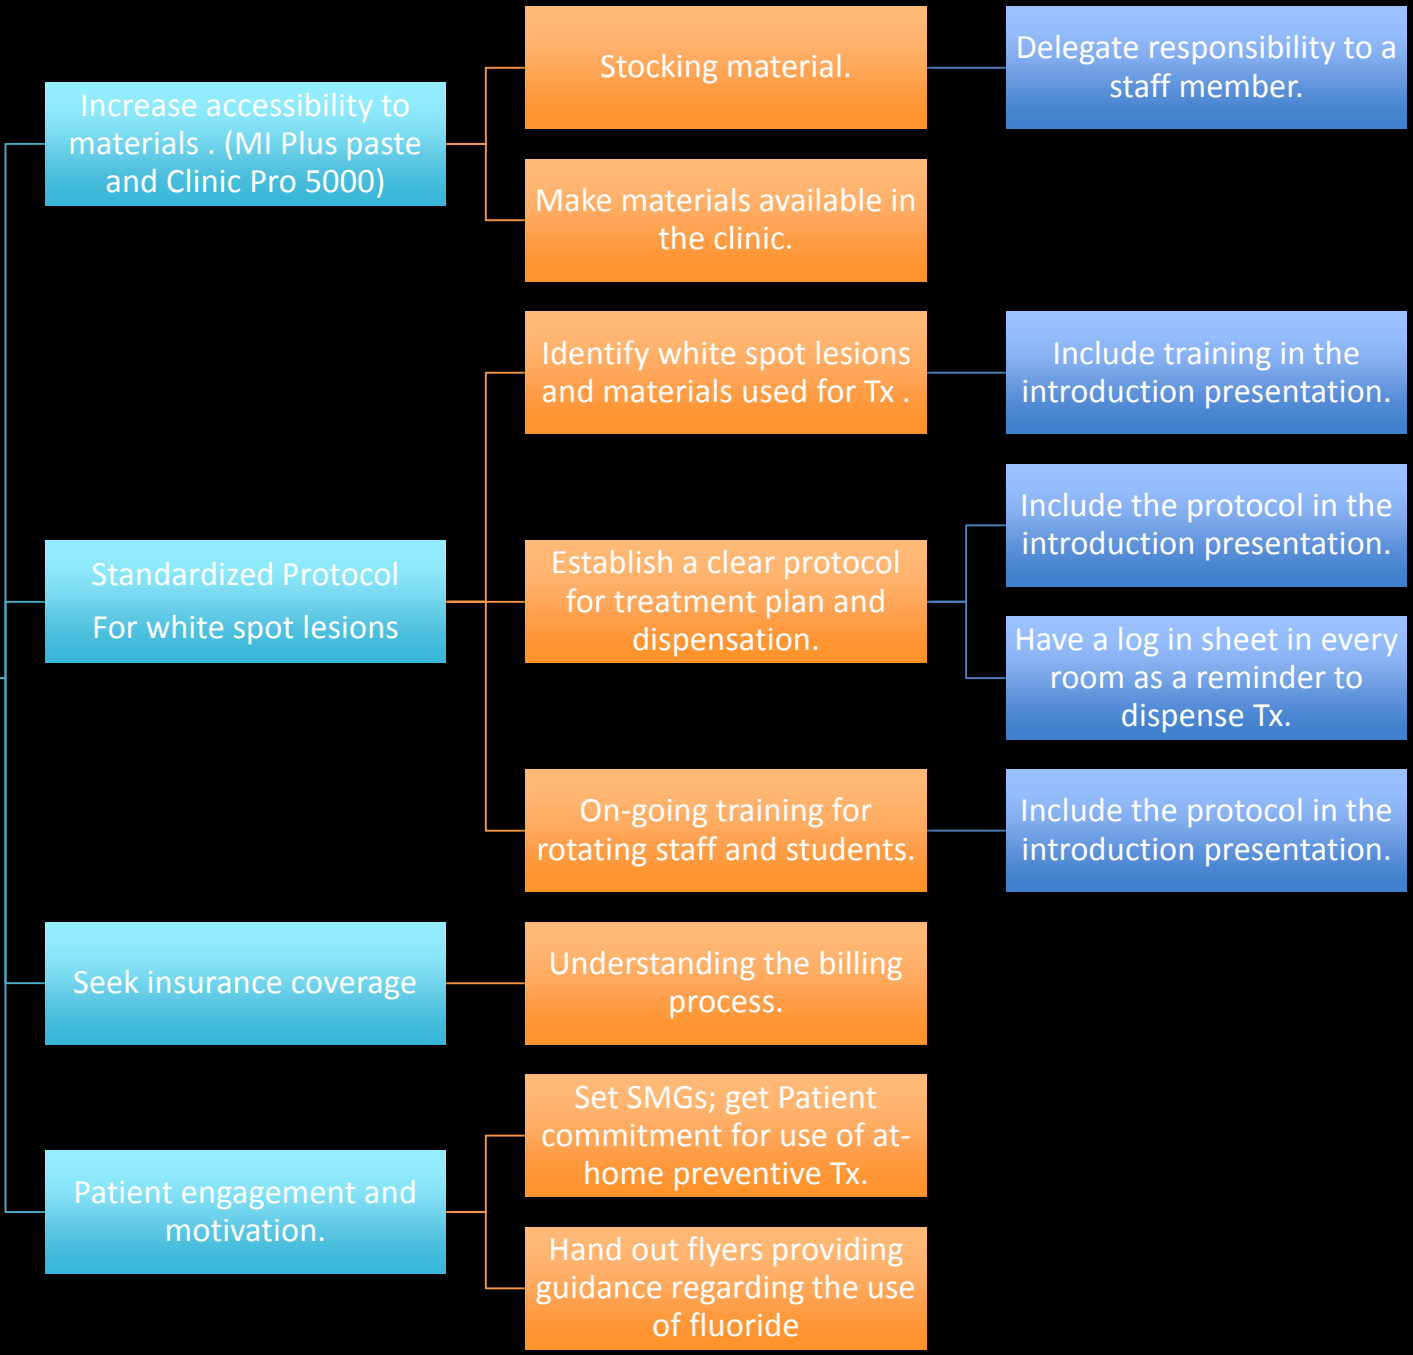 Increase accessibility to
materials . (MI Plus paste
and Clinic Pro 5000)
Stocking material.
Delegate responsibility to a
staff member.
Make materials available in
the clinic.
Standardized Protocol
For white spot lesions
Identify white spot lesions
and materials used for Tx .
Include training in the
introduction presentation.
Establish a clear protocol
for treatment plan and
dispensation.
Include the protocol in the
introduction presentation.
Have a log in sheet in every
room as a reminder to
dispense Tx.
On-going training for
rotating staff and students.
Include the protocol in the
introduction presentation.
Seek insurance coverage
Understanding the billing
process.
Patient engagement and
motivation.
Set SMGs; get Patient
commitment for use of at-
home preventive Tx.
Hand out flyers providing
guidance regarding the use
of fluoride